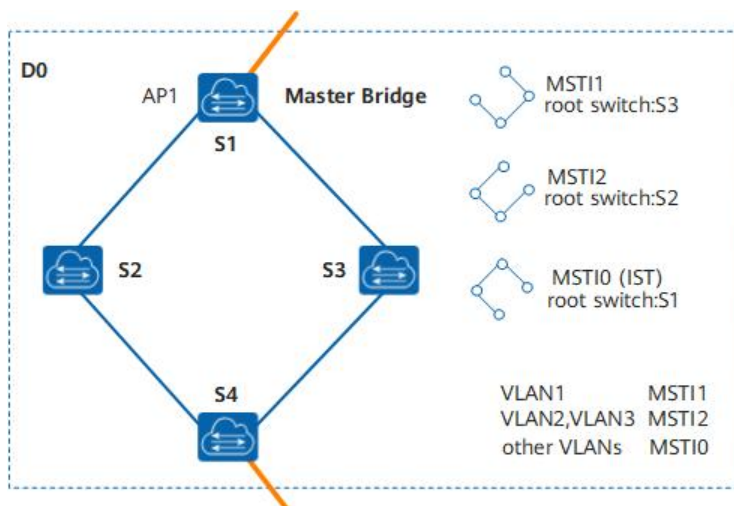 D0
AP1
Master Bridge
S1
S2
S3
S4
MSTI1
root switch:S3
MSTI2
root switch:S2
MSTI0 (IST)
root switch:S1
VLAN1 MSTI1
VLAN2,VLAN3 MSTI2
other VLANs MSTI0